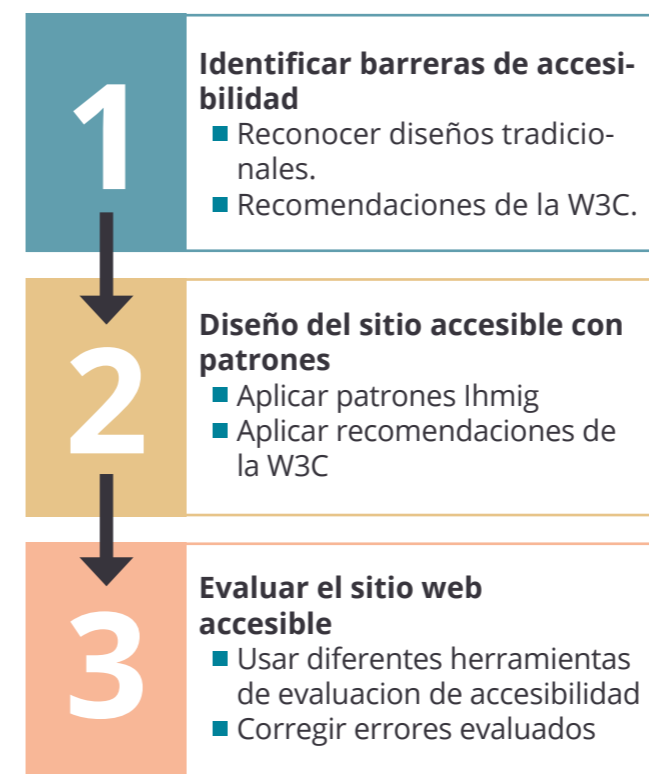 1
Identificar barreras de accesi-
bilidad
Reconocer diseños tradicio-
nales.
Recomendaciones de la W3C.
2
Diseño del sitio accesible con
patrones
Aplicar patrones Ihmig
Aplicar recomendaciones de
la W3C
3
Evaluar el sitio web
accesible
Usar diferentes herramientas
de evaluacion de accesibilidad
Corregir errores evaluados